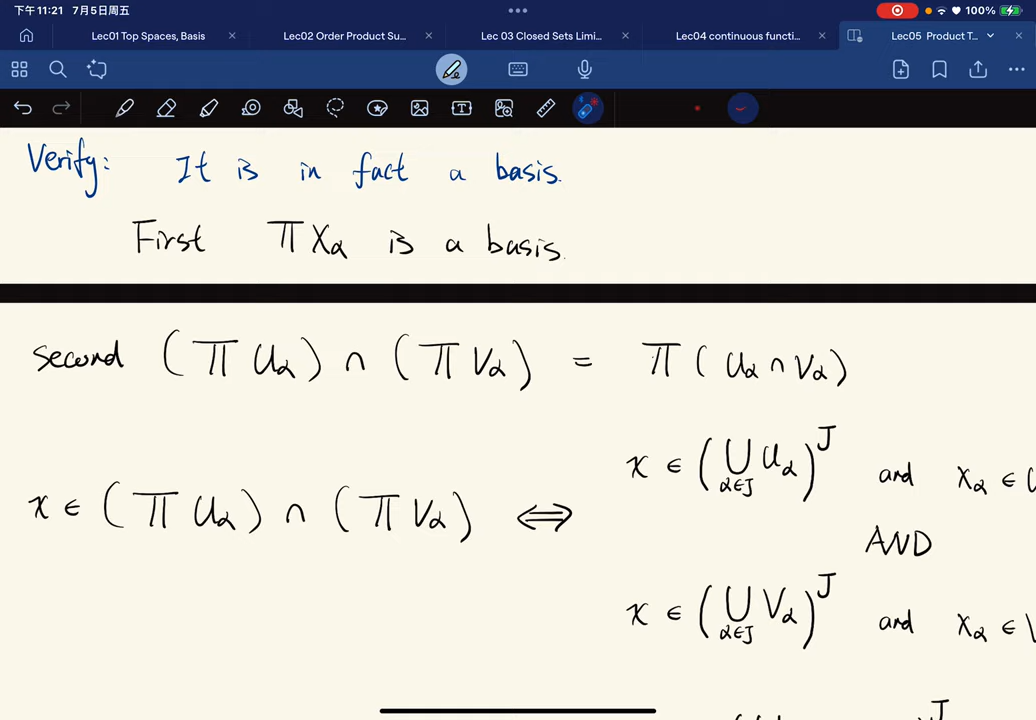 下午11:21 7月5日周五 100%
Lec01 Top Spaces, Basis Lec02 Order Product Su... Lec 03 Closed Sets Limi... Lec04 continuous functi... Lec05 Product T...
Verify: It is in fact a basis.
First ΠXα is a basis.
second (ΠUα) ∩ (ΠVα) = Π(Uα∩Vα)
x ∈ (⋃α∈J Uα)^J and xα ∈ U
x ∈ (ΠUα) ∩ (ΠVα) ⟺
AND
x ∈ (⋃α∈J Vα)^J and xα ∈ V